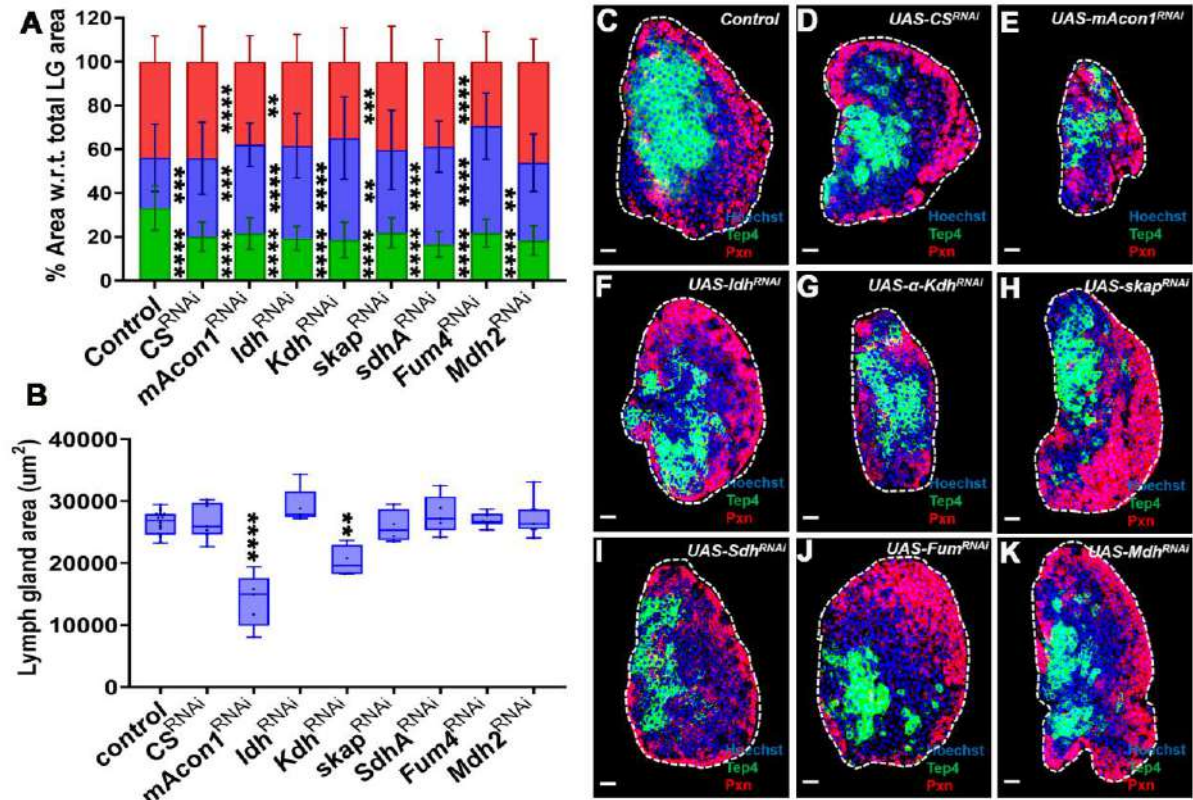 A
% Area w.r.t. total LG area
120
100
80
60
40
20
0
*** ****
**** *** ****
** **** ****
**** ****
*** ** ****
**** ****
**** **** ****
** ****
Control
CS RNAi
mAcon1 RNAi
Idh RNAi
Kdh RNAi
skap RNAi
sdhA RNAi
Fum4 RNAi
Mdh2 RNAi
B
Lymph gland area (um²)
40000
30000
20000
10000
0
****
**
control
CS RNAi
mAcon1 RNAi
Idh RNAi
Kdh RNAi
skap RNAi
SdhA RNAi
Fum4 RNAi
Mdh2 RNAi
C Control
Hoechst
Tep4
Pxn
D UAS-CS RNAi
Hoechst
Tep4
Pxn
E UAS-mAcon1 RNAi
Hoechst
Tep4
Pxn
F UAS-Idh RNAi
Hoechst
Tep4
Pxn
G UAS-α-Kdh RNAi
Hoechst
Tep4
Pxn
H UAS-skap RNAi
Hoechst
Tep4
Pxn
I UAS-Sdh RNAi
Hoechst
Tep4
Pxn
J UAS-Fum RNAi
Hoechst
Tep4
Pxn
K UAS-Mdh RNAi
Hoechst
Tep4
Pxn